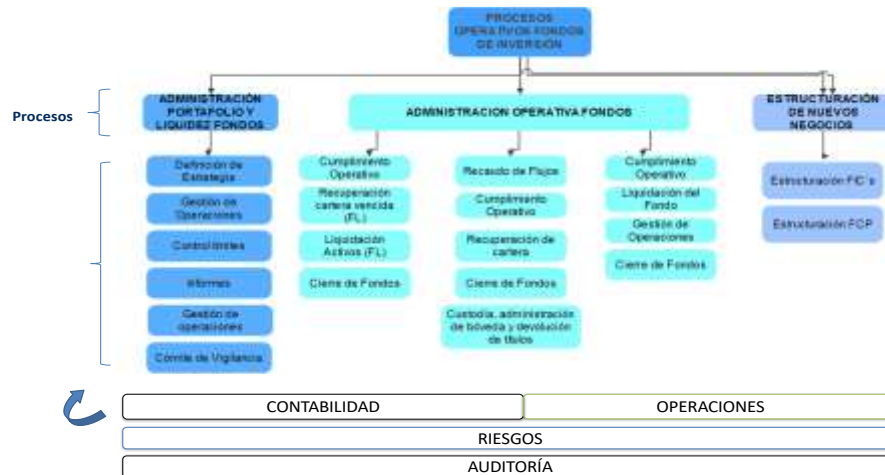 PROCESOS
OPERATIVOS FONDOS
DE INVERSIÓN
Procesos
ADMINISTRACIÓN
PORTAFOLIO Y
LIQUIDEZ FONDOS
ADMINISTRACION OPERATIVA FONDOS
ESTRUCTURACIÓN
DE NUEVOS
NEGOCIOS
Definición de
Estrategia
Gestión de
Operaciones
Control límites
Informes
Gestión de
operaciones
Comite de Vigilancia
Cumplimiento
Operativo
Recuperación
cartera vencida
(FL)
Liquidación
Activos (FL)
Cierre de Fondos
Recaudo de Flujos
Cumplimiento
Operativo
Recuperación de
cartera
Cierre de Fondos
Custodia, administración
de bóveda y devolución
de títulos
Cumplimiento
Operativo
Liquidación del
Fondo
Gestión de
Operaciones
Cierre de Fondos
Estructuración FIC's
Estructuración FCP
CONTABILIDAD
OPERACIONES
RIESGOS
AUDITORÍA